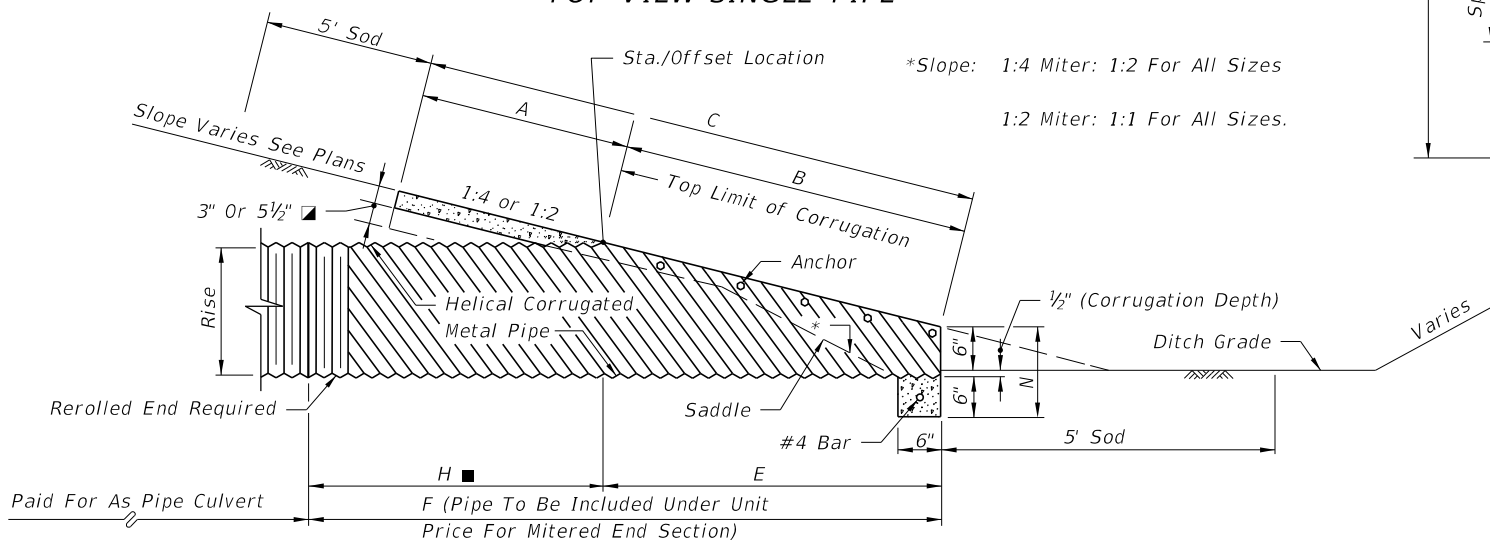 TOP VIEW-SINGLE PIPE
5' Sod
Sta./Offset Location
*Slope: 1:4 Miter: 1:2 For All Sizes
1:2 Miter: 1:1 For All Sizes.
A
C
B
Slope Varies See Plans
Top Limit of Corrugation
1:4 or 1:2
3" Or 5½" ◪
Anchor
Rise
Helical Corrugated
Metal Pipe
*
½" (Corrugation Depth)
Varies
6"
Ditch Grade
N
6"
Rerolled End Required
Saddle
#4 Bar
6"
5' Sod
H ■
E
Paid For As Pipe Culvert
F (Pipe To Be Included Under Unit
Price For Mitered End Section)